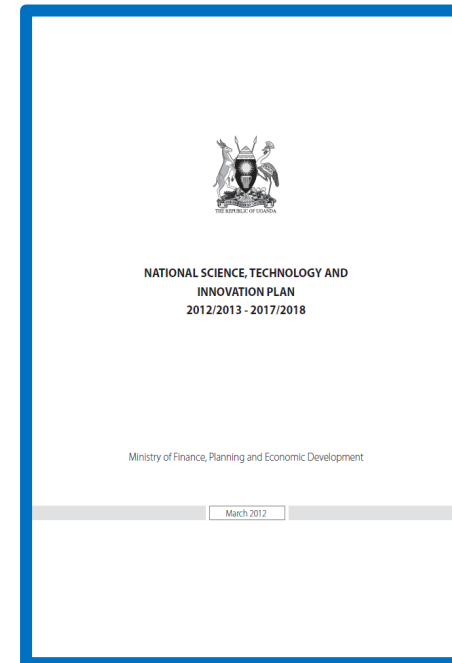 THE REPUBLIC OF UGANDA
NATIONAL SCIENCE, TECHNOLOGY AND
INNOVATION PLAN
2012/2013 - 2017/2018
Ministry of Finance, Planning and Economic Development
March 2012